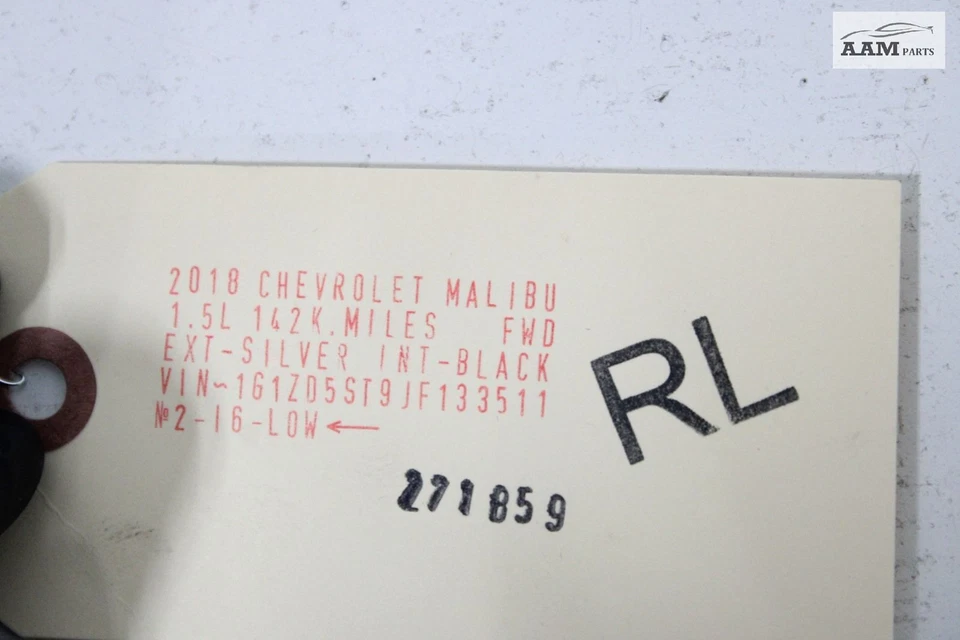 AAM PARTS
2018 CHEVROLET MALIBU
1.5L 142K.MILES FWD
EXT-SILVER INT-BLACK
VIN~1G1ZD5ST9JF133511
№2-16-LOW←
RL
271859